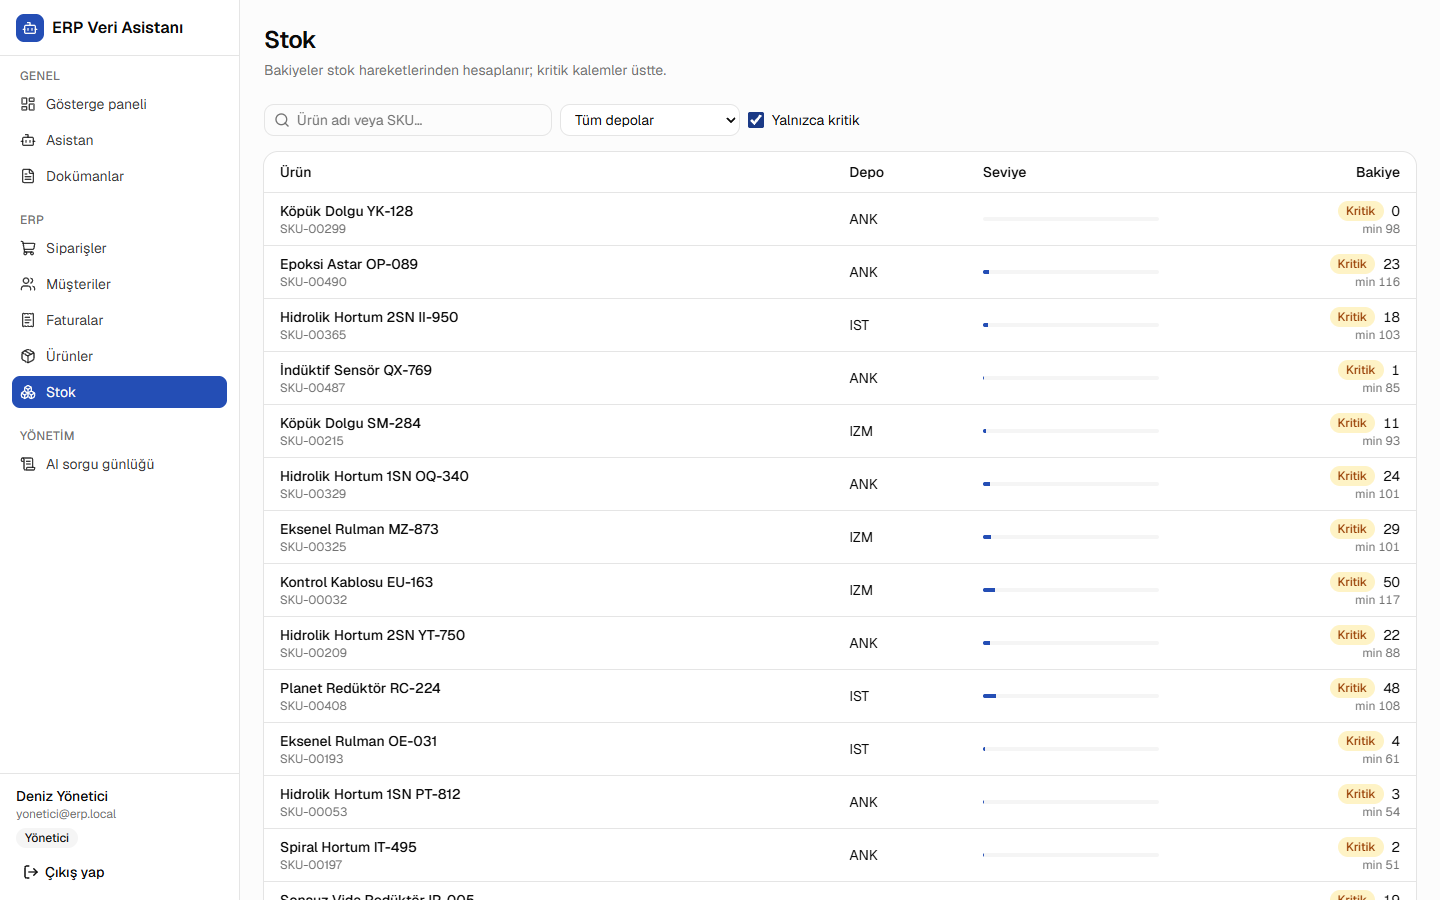 ERP Veri Asistanı
GENEL
Gösterge paneli
Asistan
Dokümanlar
ERP
Siparişler
Müşteriler
Faturalar
Ürünler
Stok
YÖNETİM
AI sorgu günlüğü
Deniz Yönetici
yonetici@erp.local
Yönetici
Çıkış yap
Stok
Bakiyeler stok hareketlerinden hesaplanır; kritik kalemler üstte.
Ürün adı veya SKU...
Tüm depolar
Yalnızca kritik
Ürün Depo Seviye Bakiye
Köpük Dolgu YK-128 ANK Kritik 0
SKU-00299 min 98
Epoksi Astar OP-089 ANK Kritik 23
SKU-00490 min 116
Hidrolik Hortum 2SN II-950 IST Kritik 18
SKU-00365 min 103
İndüktif Sensör QX-769 ANK Kritik 1
SKU-00487 min 85
Köpük Dolgu SM-284 IZM Kritik 11
SKU-00215 min 93
Hidrolik Hortum 1SN OQ-340 ANK Kritik 24
SKU-00329 min 101
Eksenel Rulman MZ-873 IZM Kritik 29
SKU-00325 min 101
Kontrol Kablosu EU-163 IZM Kritik 50
SKU-00032 min 117
Hidrolik Hortum 2SN YT-750 ANK Kritik 22
SKU-00209 min 88
Planet Redüktör RC-224 IST Kritik 48
SKU-00408 min 108
Eksenel Rulman OE-031 IST Kritik 4
SKU-00193 min 61
Hidrolik Hortum 1SN PT-812 ANK Kritik 3
SKU-00053 min 54
Spiral Hortum IT-495 ANK Kritik 2
SKU-00197 min 51
Sonsuz Vida Redüktör Kritik 19